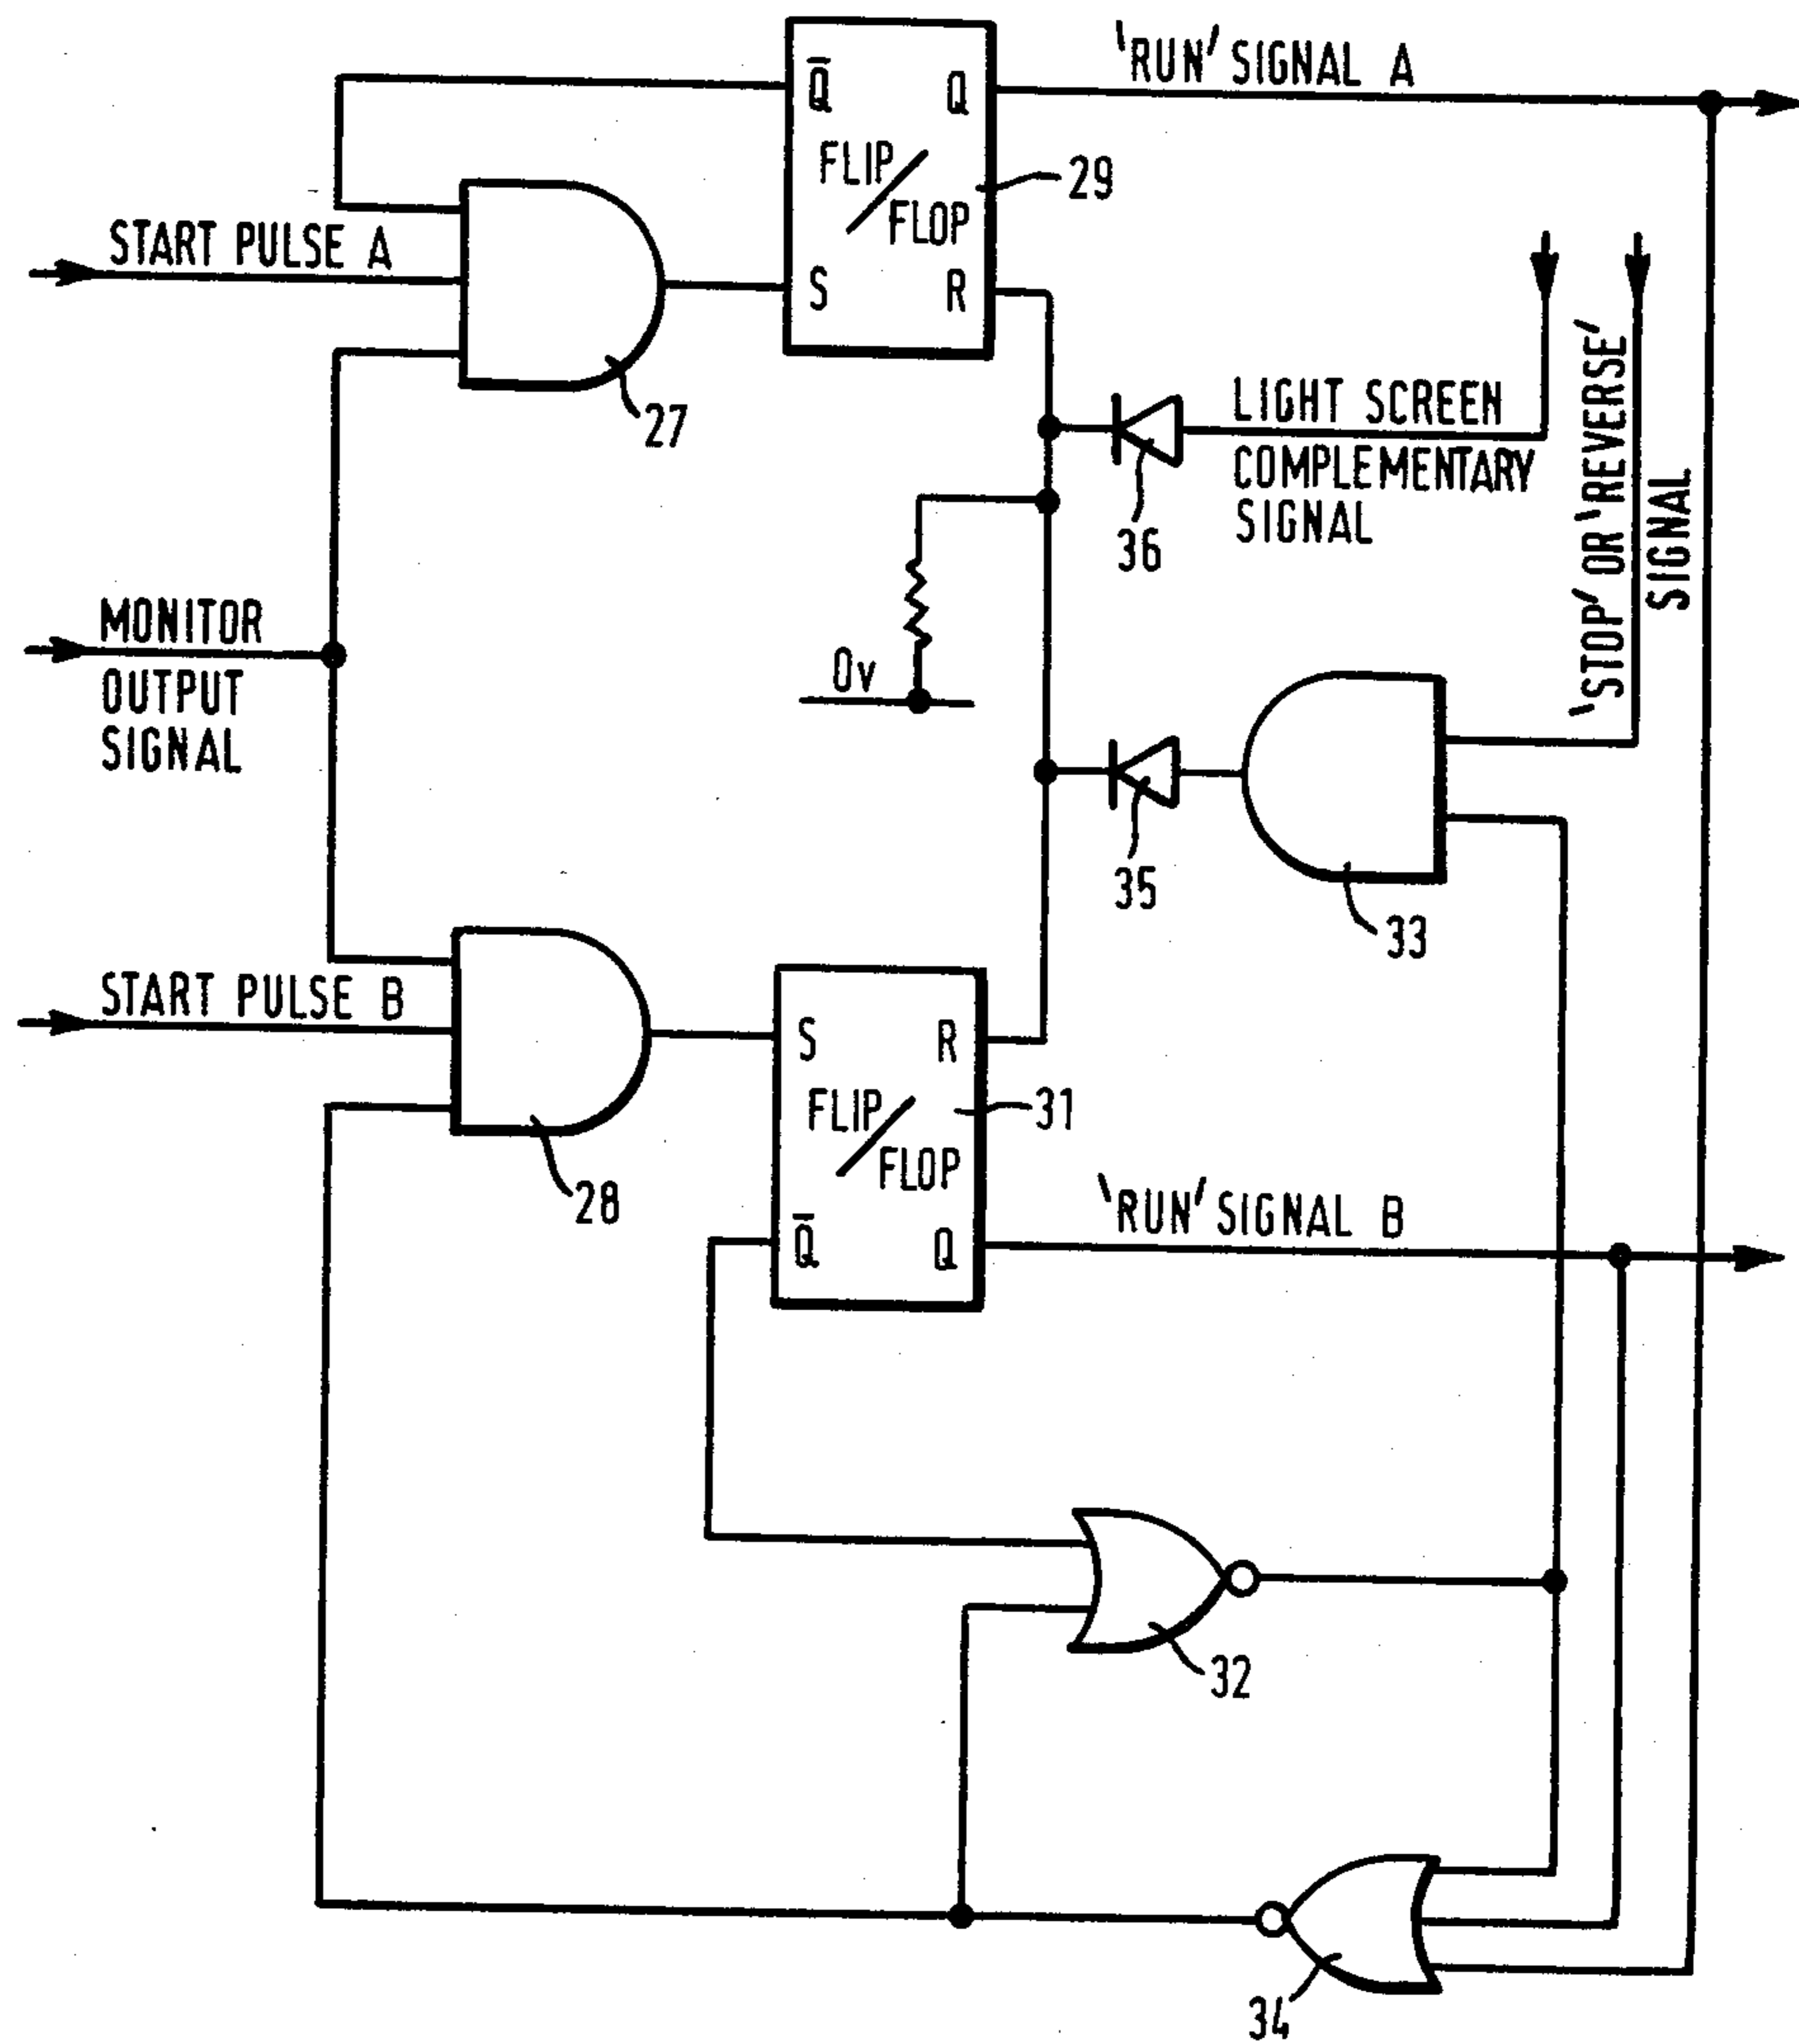 'RUN' SIGNAL A
Q̅ Q
FLIP/
FLOP
29
START PULSE A
S R
27
LIGHT SCREEN
COMPLEMENTARY
SIGNAL
36
'STOP' OR 'REVERSE'
SIGNAL
MONITOR
OUTPUT
SIGNAL
0v
35
33
START PULSE B
S R
FLIP/
FLOP
31
28
'RUN' SIGNAL B
Q̅ Q
32
34